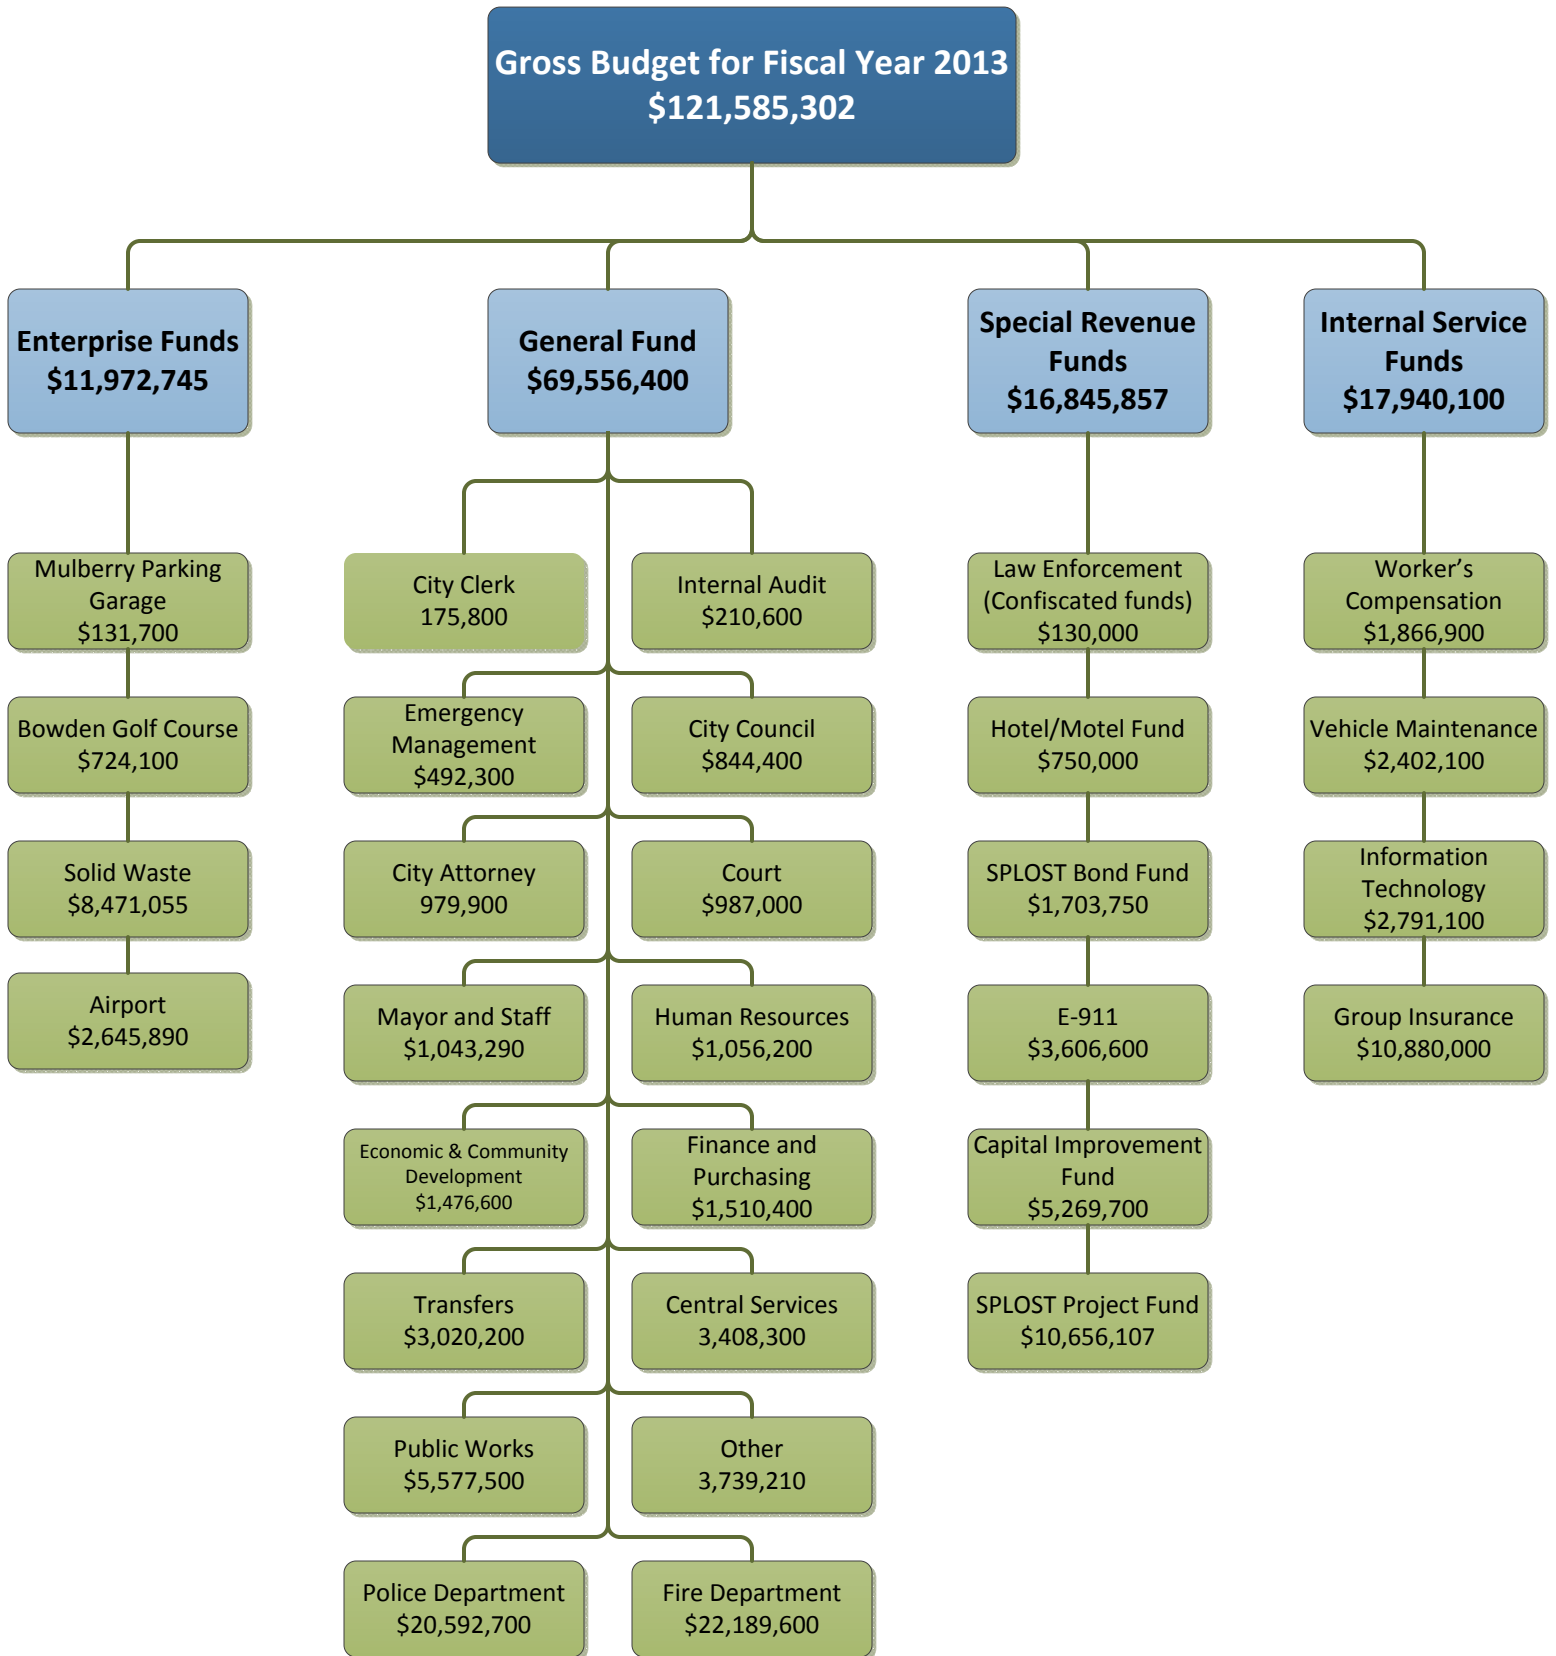 Gross Budget for Fiscal Year 2013
$121,585,302
Enterprise Funds
$11,972,745
General Fund
$69,556,400
Special Revenue
Funds
$16,845,857
Internal Service
Funds
$17,940,100
Mulberry Parking
Garage
$131,700
Bowden Golf Course
$724,100
Solid Waste
$8,471,055
Airport
$2,645,890
City Clerk
175,800
Internal Audit
$210,600
Emergency
Management
$492,300
City Council
$844,400
City Attorney
979,900
Court
$987,000
Mayor and Staff
$1,043,290
Human Resources
$1,056,200
Economic & Community
Development
$1,476,600
Finance and
Purchasing
$1,510,400
Transfers
$3,020,200
Central Services
3,408,300
Public Works
$5,577,500
Other
3,739,210
Police Department
$20,592,700
Fire Department
$22,189,600
Law Enforcement
(Confiscated funds)
$130,000
Hotel/Motel Fund
$750,000
SPLOST Bond Fund
$1,703,750
E-911
$3,606,600
Capital Improvement
Fund
$5,269,700
SPLOST Project Fund
$10,656,107
Worker’s
Compensation
$1,866,900
Vehicle Maintenance
$2,402,100
Information
Technology
$2,791,100
Group Insurance
$10,880,000